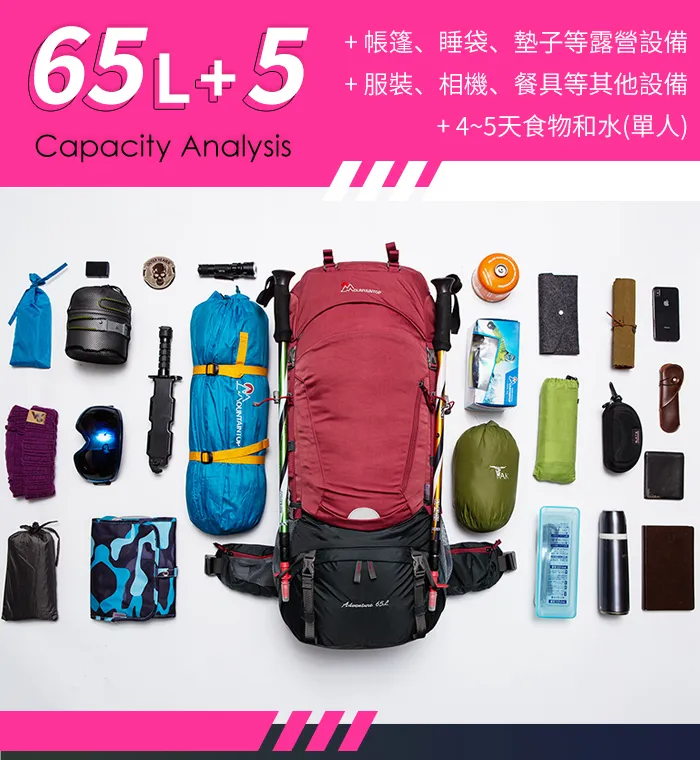 65L+5
Capacity Analysis
+ 帳篷、睡袋、墊子等露營設備
+ 服裝、相機、餐具等其他設備
+ 4~5天食物和水(單人)
MOUNTAINTOP
MOUNTAINTOP
Adventure 65L